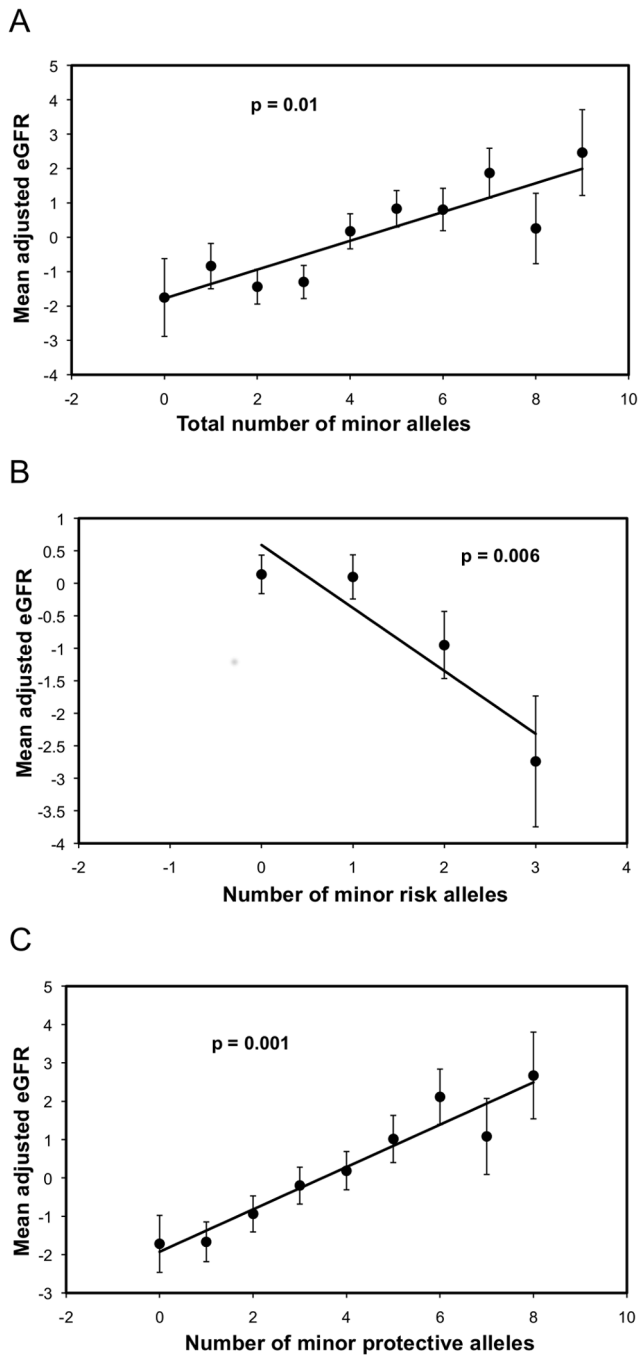 A
5
4
3
2
1
0
-1
-2
-3
-4
p = 0.01
Mean adjusted eGFR
-2 0 2 4 6 8 10
Total number of minor alleles
B
1
0.5
0
-0.5
-1
-1.5
-2
-2.5
-3
-3.5
-4
p = 0.006
Mean adjusted eGFR
-2 -1 0 1 2 3 4
Number of minor risk alleles
C
5
4
3
2
1
0
-1
-2
-3
p = 0.001
Mean adjusted eGFR
-2 0 2 4 6 8 10
Number of minor protective alleles